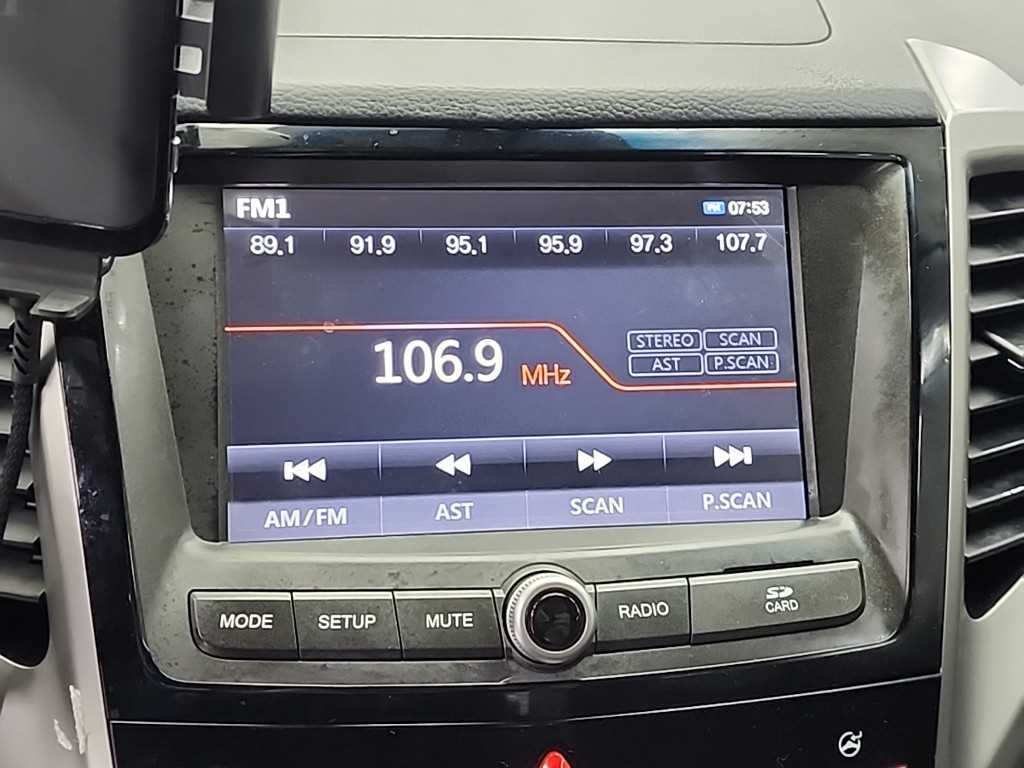 FM1 PM 07:53
89.1 91.9 95.1 95.9 97.3 107.7
STEREO SCAN
106.9 MHz
AST P.SCAN
AM/FM AST SCAN P.SCAN
MODE SETUP MUTE RADIO SD CARD